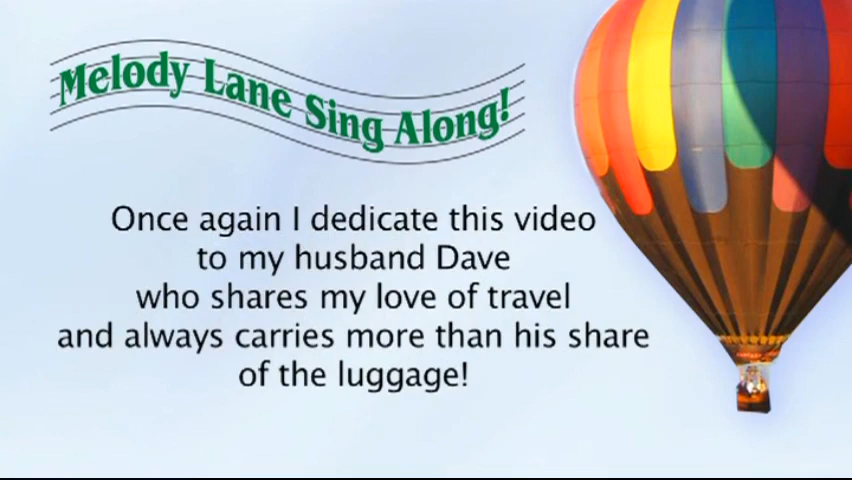 Melody Lane Sing Along!
Once again I dedicate this video
to my husband Dave
who shares my love of travel
and always carries more than his share
of the luggage!